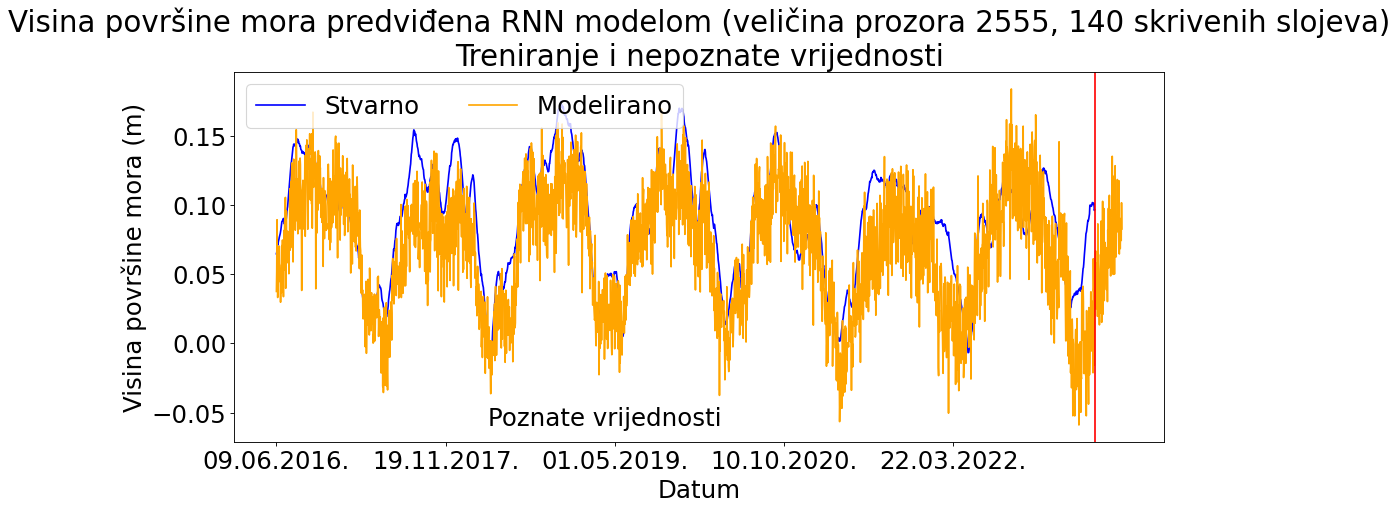 Visina površine mora predviđena RNN modelom (veličina prozora 2555, 140 skrivenih slojeva)
Treniranje i nepoznate vrijednosti
Stvarno
Modelirano
Visina površine mora (m)
0.15
0.10
0.05
0.00
−0.05
Poznate vrijednosti
09.06.2016.
19.11.2017.
01.05.2019.
10.10.2020.
22.03.2022.
Datum